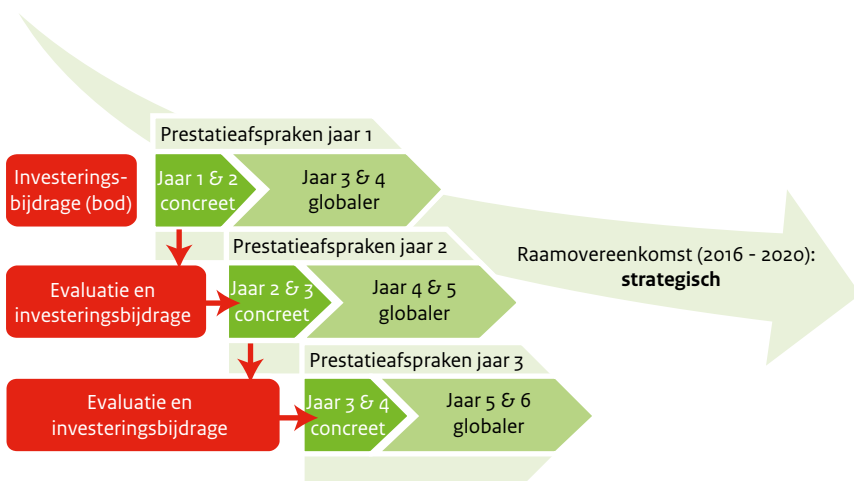 Prestatieafspraken jaar 1
Investerings-
bijdrage (bod)
Jaar 1 & 2
concreet
Jaar 3 & 4
globaler
Prestatieafspraken jaar 2
Raamovereenkomst (2016 - 2020):
strategisch
Evaluatie en
investeringsbijdrage
Jaar 2 & 3
concreet
Jaar 4 & 5
globaler
Prestatieafspraken jaar 3
Evaluatie en
investeringsbijdrage
Jaar 3 & 4
concreet
Jaar 5 & 6
globaler